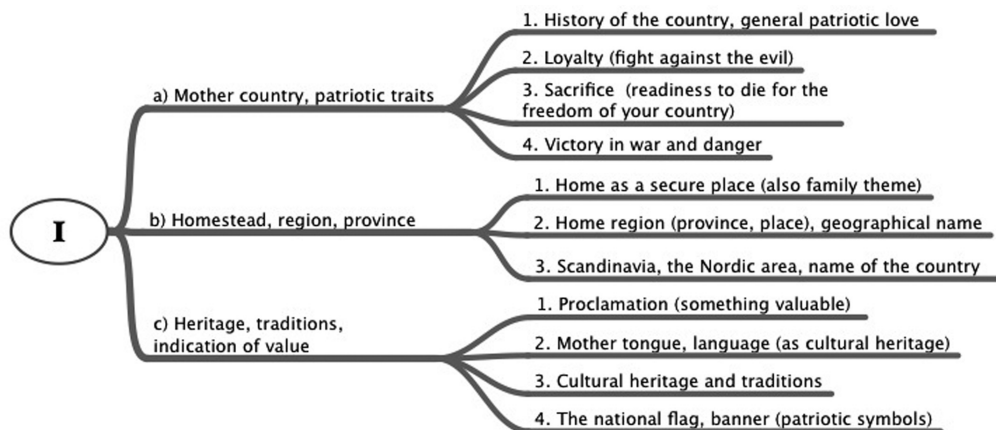 1. History of the country, general patriotic love
2. Loyalty (fight against the evil)
a) Mother country, patriotic traits
3. Sacrifice (readiness to die for the
freedom of your country)
4. Victory in war and danger
1. Home as a secure place (also family theme)
I
b) Homestead, region, province
2. Home region (province, place), geographical name
3. Scandinavia, the Nordic area, name of the country
1. Proclamation (something valuable)
c) Heritage, traditions,
indication of value
2. Mother tongue, language (as cultural heritage)
3. Cultural heritage and traditions
4. The national flag, banner (patriotic symbols)